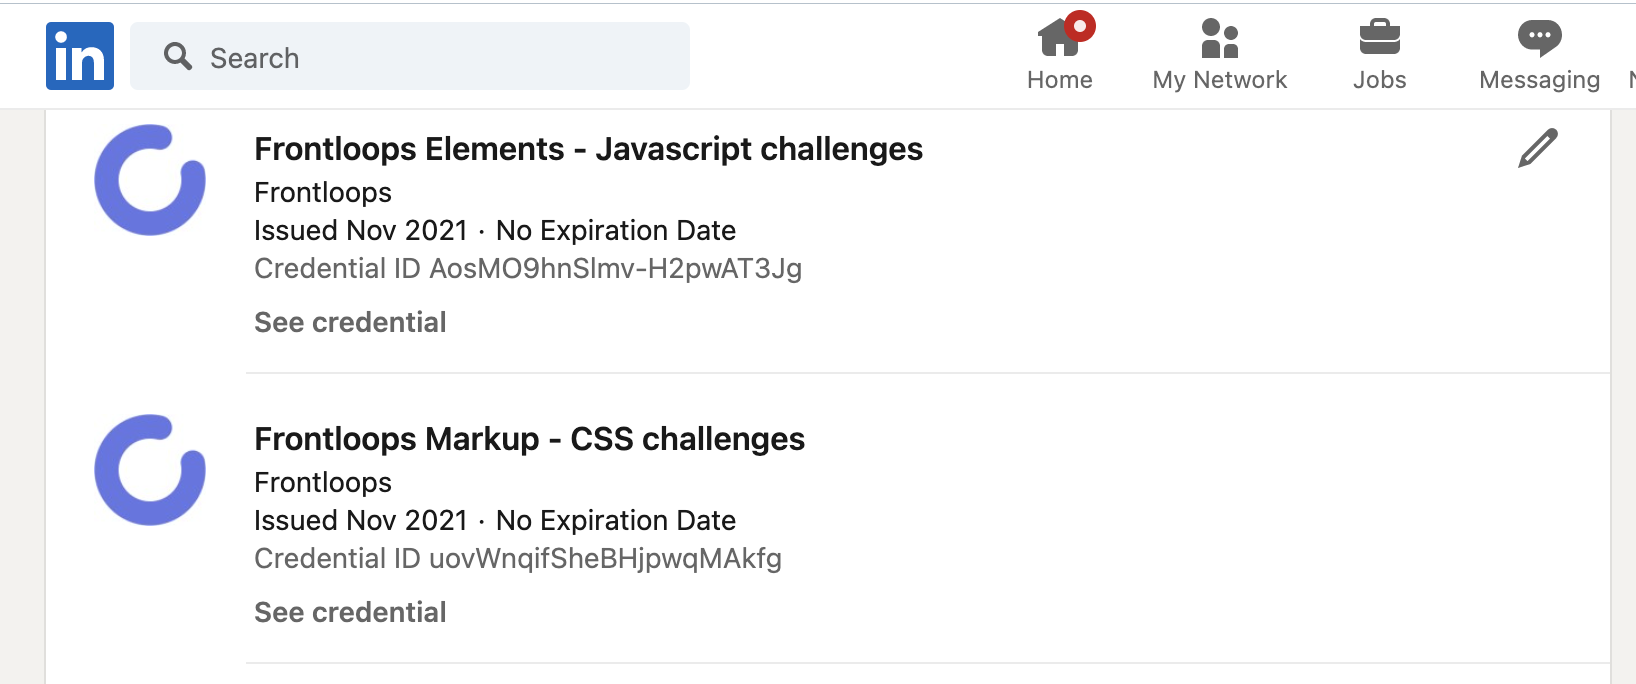 in
Search
Home
My Network
Jobs
Messaging
Frontloops Elements - Javascript challenges
Frontloops
Issued Nov 2021 · No Expiration Date
Credential ID AosMO9hnSlmv-H2pwAT3Jg
See credential
Frontloops Markup - CSS challenges
Frontloops
Issued Nov 2021 · No Expiration Date
Credential ID uovWnqifSheBHjpwqMAkfg
See credential